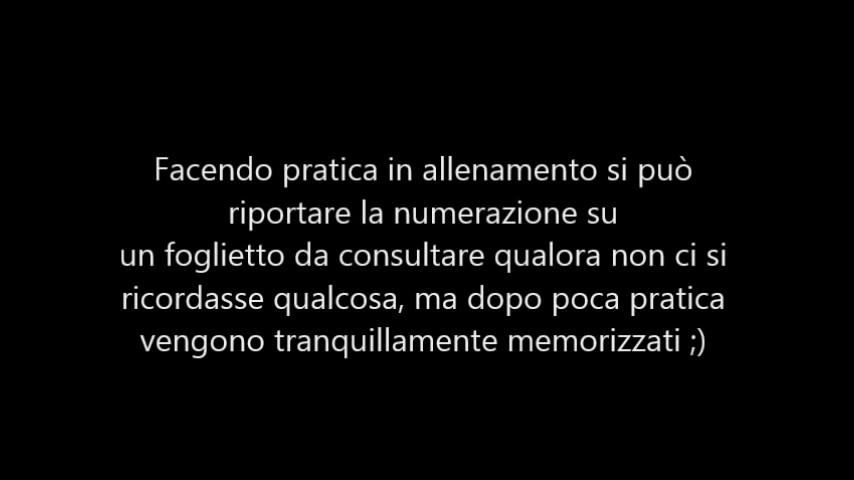 Facendo pratica in allenamento si può
riportare la numerazione su
un foglietto da consultare qualora non ci si
ricordasse qualcosa, ma dopo poca pratica
vengono tranquillamente memorizzati ;)